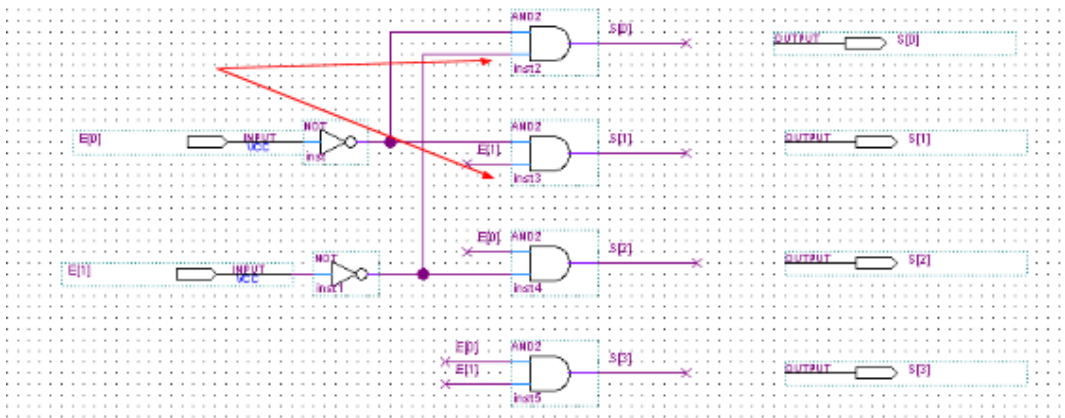 AND2
S[0]
OUTPUT
S[0]
inst2
E[0]
INPUT
VCC
NOT
inst
AND2
E[1]
S[1]
OUTPUT
S[1]
inst3
E[0]
AND2
S[2]
OUTPUT
S[2]
E[1]
INPUT
VCC
NOT
inst1
inst4
E[0]
AND2
S[3]
OUTPUT
S[3]
E[1]
inst5